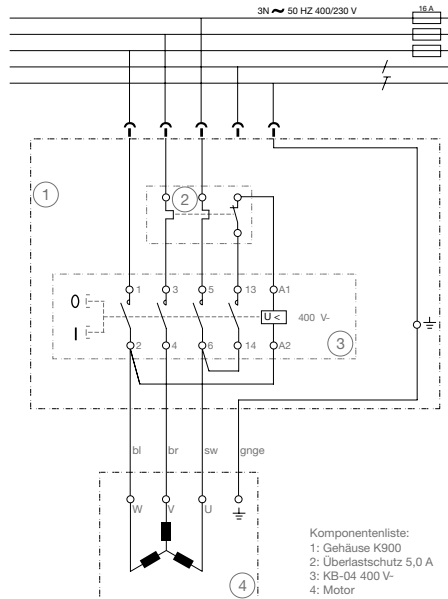 3N ~ 50 HZ 400/230 V
16 A
1
2
1 3 5 13 A1
0
I
U <
400 V-
2 4 6 14 A2
3
bl br sw gnge
W V U
4
Komponentenliste:
1: Gehäuse K900
2: Überlastschutz 5,0 A
3: KB-04 400 V-
4: Motor